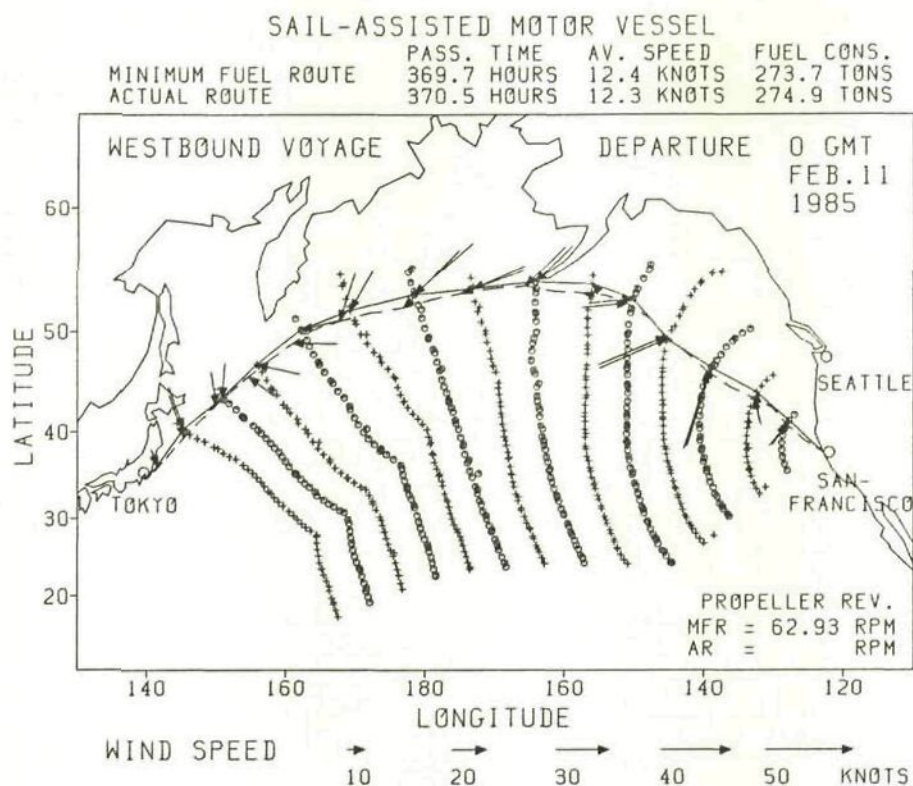 SAIL-ASSISTED MOTOR VESSEL
PASS. TIME AV. SPEED FUEL CONS.
MINIMUM FUEL ROUTE 369.7 HOURS 12.4 KNOTS 273.7 TONS
ACTUAL ROUTE 370.5 HOURS 12.3 KNOTS 274.9 TONS
WESTBOUND VOYAGE DEPARTURE 0 GMT
FEB.11
1985
60
50
40
30
20
LATITUDE
SEATTLE
SAN-
FRANCISCO
TOKYO
PROPELLER REV.
MFR = 62.93 RPM
AR = RPM
140 160 180 160 140 120
LONGITUDE
WIND SPEED
10 20 30 40 50 KNOTS